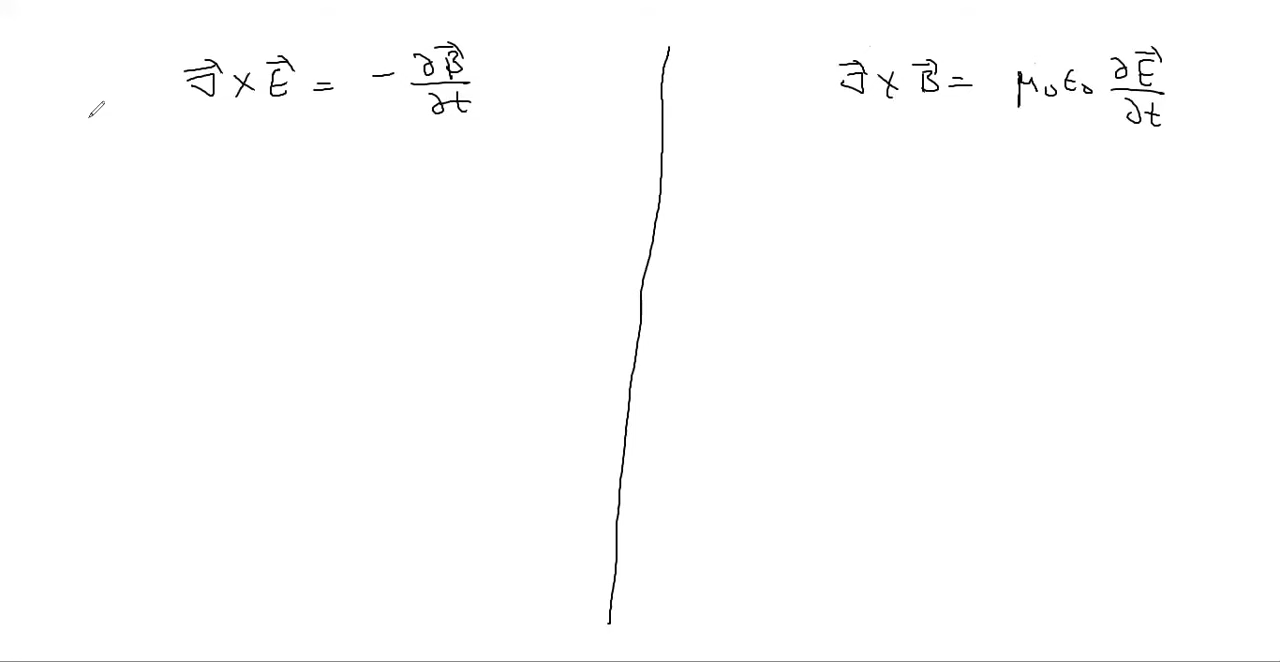 ∇⃗ × E⃗ = − ∂B⃗/∂t
∇⃗ × B⃗ = μ₀ε₀ ∂E⃗/∂t